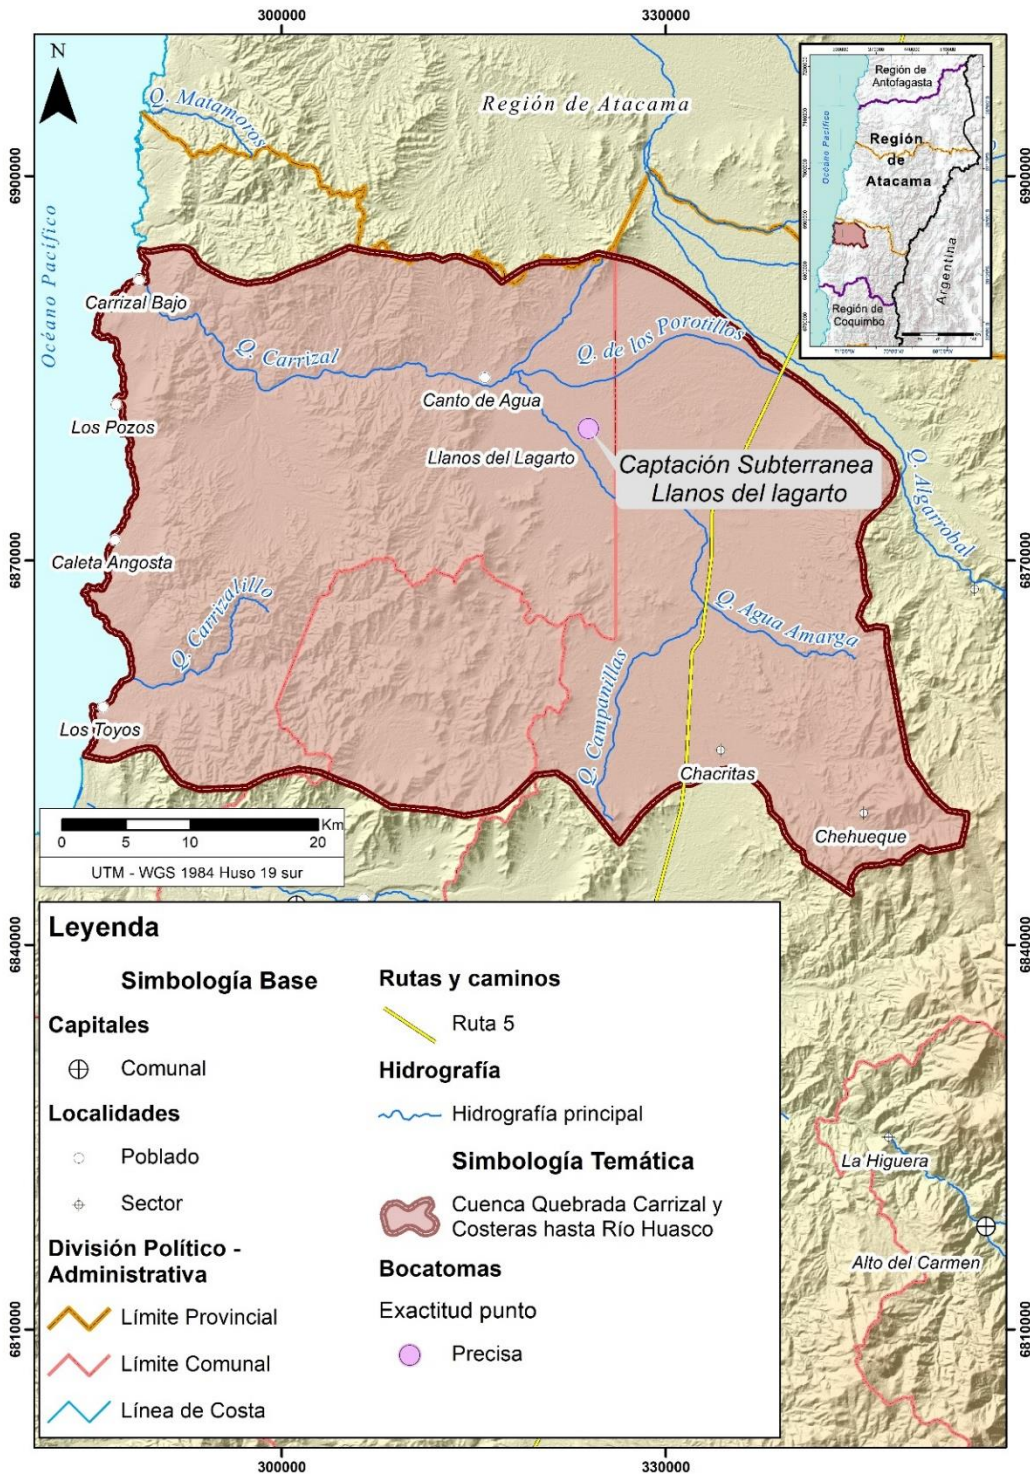 300000
330000
N
Q. Matamoros
Región de Atacama
6900000
6900000
Océano Pacífico
Carrizal Bajo
Q. Carrizal
Q. de los Porotillos
Los Pozos
Canto de Agua
Llanos del Lagarto
Captación Subterranea
Llanos del lagarto
Q. Algarrobal
6870000
6870000
Caleta Angosta
Q. Carrizalillo
Q. Agua Amarga
Q. Campanillas
Los Toyos
Chacritas
Chehueque
Región de
Antofagasta
Océano Pacífico
Región
de
Atacama
Argentina
Región de
Coquimbo
Km
0 5 10 20
UTM - WGS 1984 Huso 19 sur
6840000
6840000
Leyenda
Simbología Base
Capitales
Comunal
Localidades
Poblado
Sector
División Político -
Administrativa
Límite Provincial
Límite Comunal
Línea de Costa
Rutas y caminos
Ruta 5
Hidrografía
Hidrografía principal
Simbología Temática
Cuenca Quebrada Carrizal y
Costeras hasta Río Huasco
Bocatomas
Exactitud punto
Precisa
La Higuera
Alto del Carmen
6810000
6810000
300000
330000